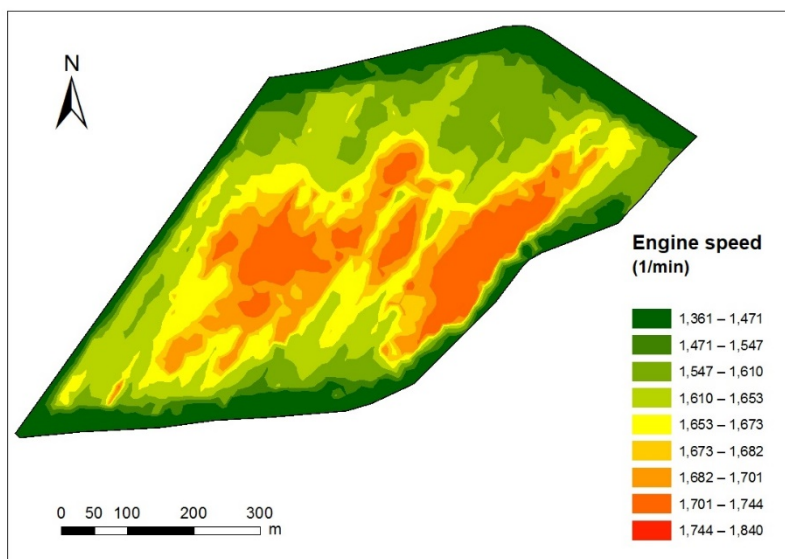 N
Engine speed
(1/min)
1,361 – 1,471
1,471 – 1,547
1,547 – 1,610
1,610 – 1,653
1,653 – 1,673
1,673 – 1,682
1,682 – 1,701
1,701 – 1,744
1,744 – 1,840
0 50 100 200 300
m